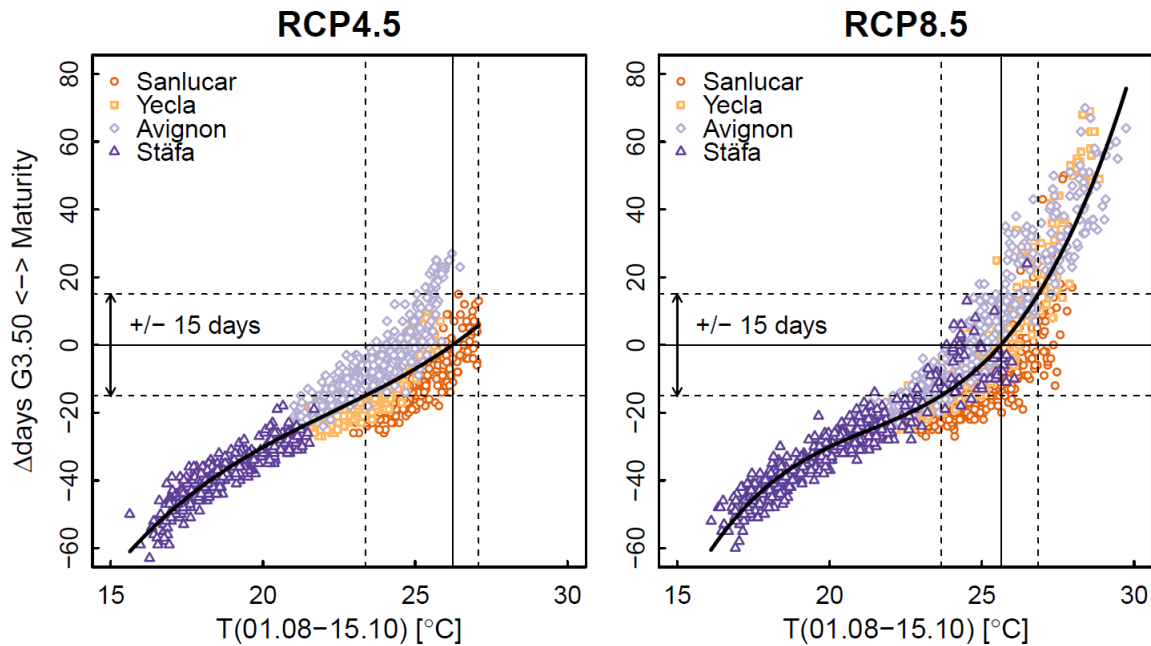 RCP4.5
80
60
40
20
0
−20
−40
−60
Δdays G3.50 <−> Maturity
Sanlucar
Yecla
Avignon
Stäfa
+/− 15 days
15
20
25
30
T(01.08−15.10) [°C]
RCP8.5
80
60
40
20
0
−20
−40
−60
Sanlucar
Yecla
Avignon
Stäfa
+/− 15 days
15
20
25
30
T(01.08−15.10) [°C]